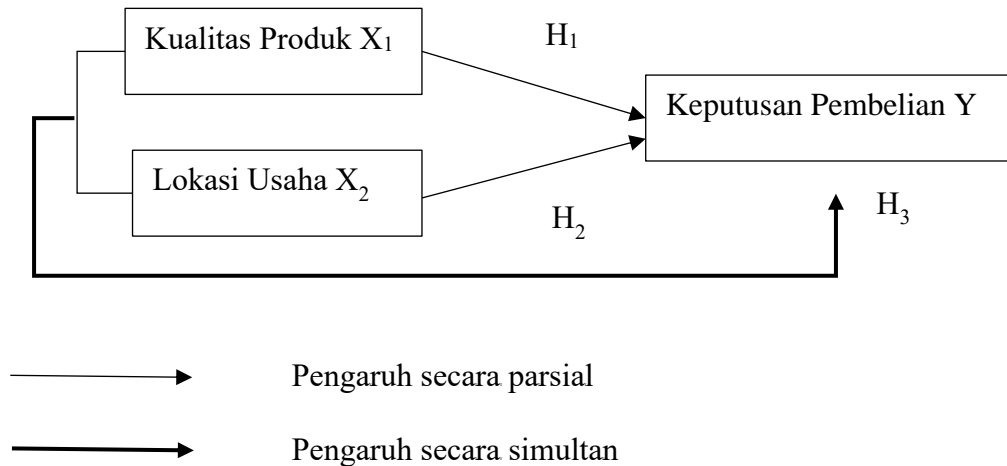 Kualitas Produk X₁
H₁
Keputusan Pembelian Y
Lokasi Usaha X₂
H₂
H₃
Pengaruh secara parsial
Pengaruh secara simultan